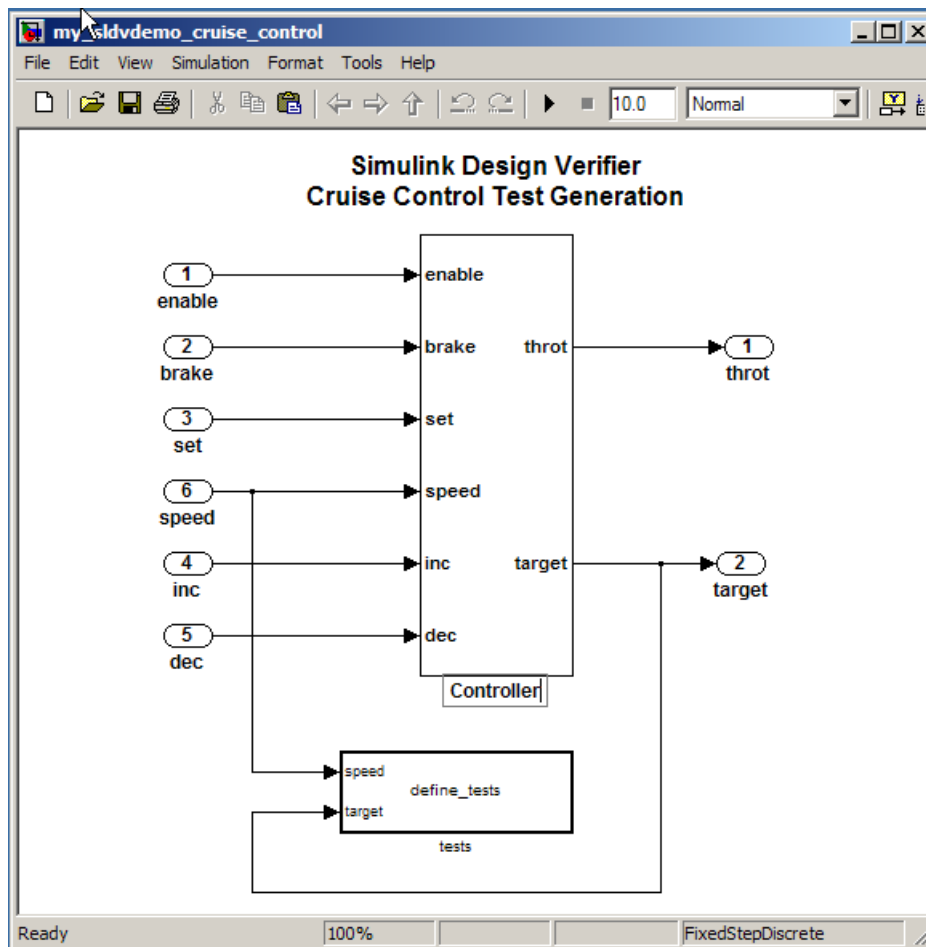 my_sldvdemo_cruise_control
File Edit View Simulation Format Tools Help
10.0 Normal
Simulink Design Verifier
Cruise Control Test Generation
1 enable
enable
2 brake throt 1
brake throt
3 set
set
6 speed
speed
4 inc target 2
inc target
5 dec
dec
Controller
speed
define_tests
target
tests
Ready 100% FixedStepDiscrete